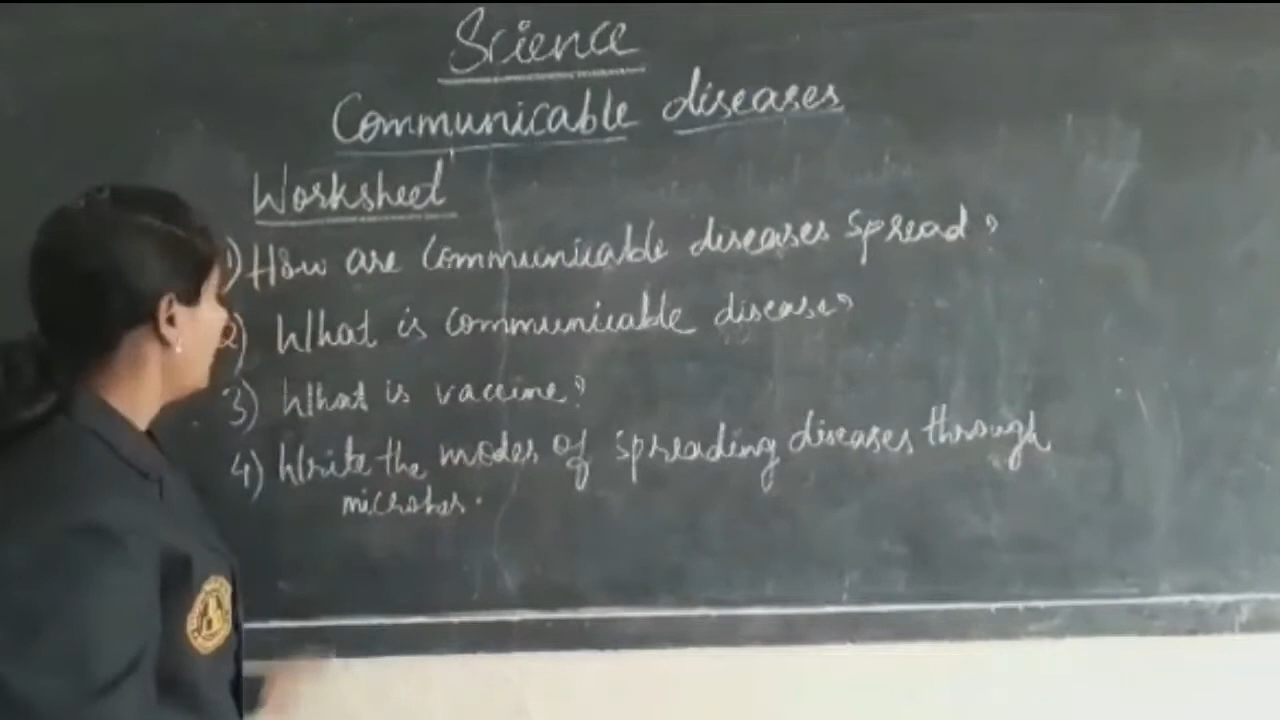 Science
Communicable diseases
Worksheet
1) How are communicable diseases spread?
2) What is communicable disease?
3) What is vaccine?
4) Write the modes of spreading diseases through
microbes.